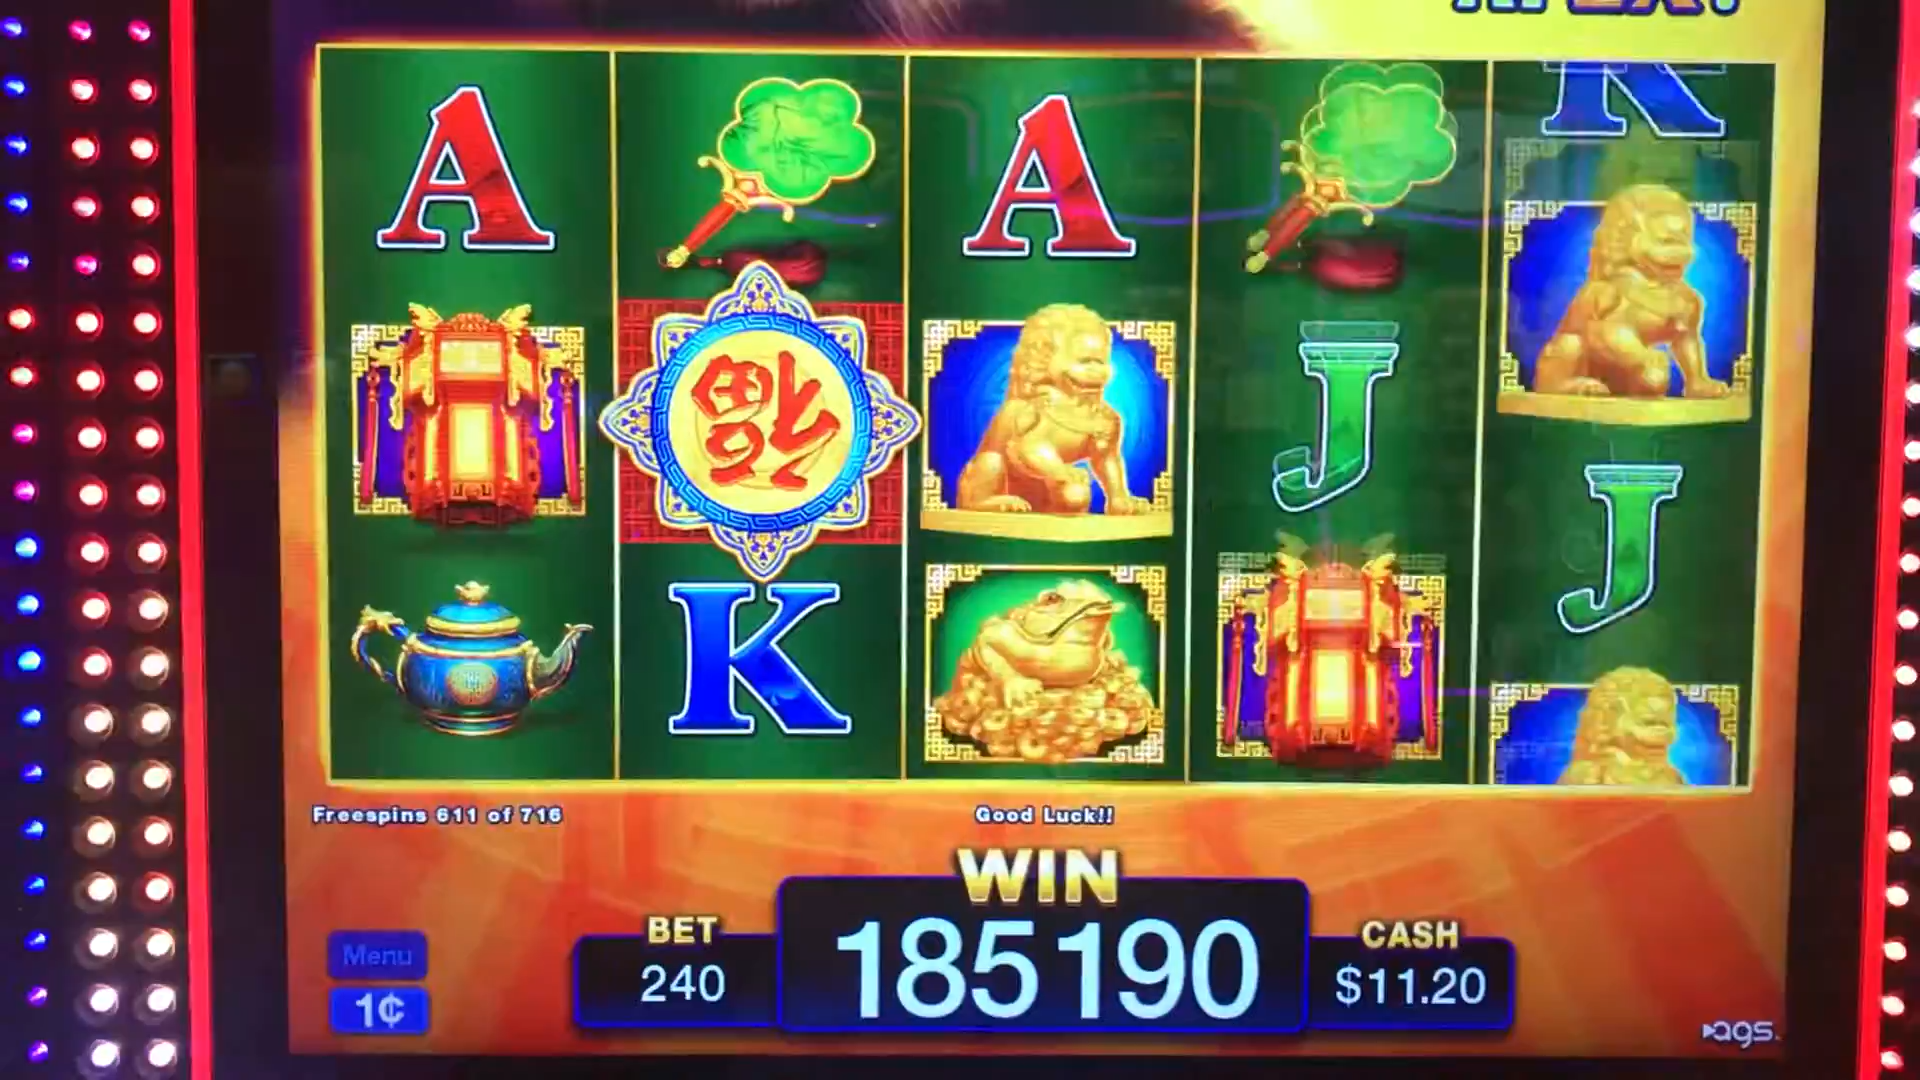 A
A
K
福
J
J
K
Freespins 611 of 716
Good Luck!!
WIN
185190
BET
240
CASH
$11.20
Menu
1¢
ags